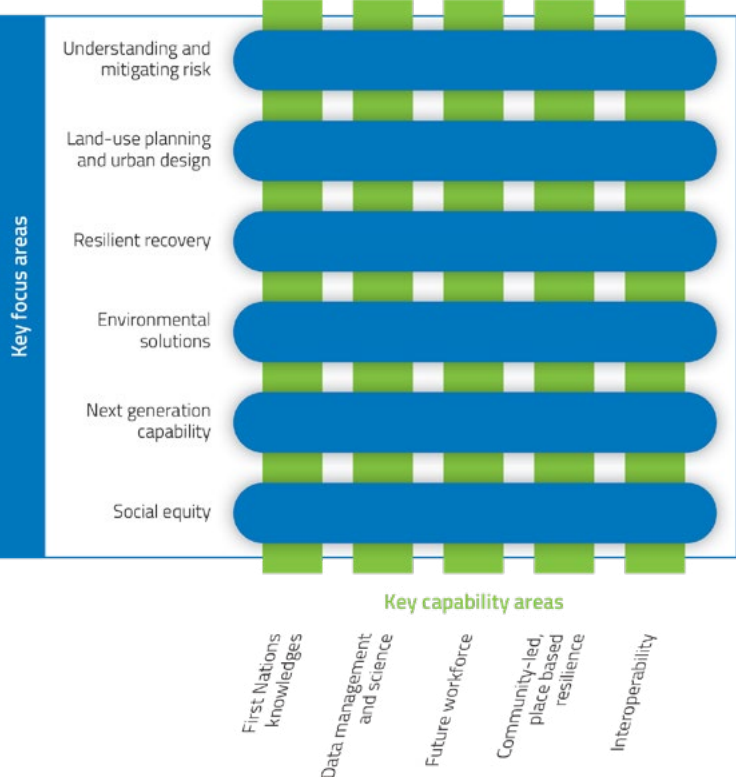 Key focus areas
Understanding and
mitigating risk
Land-use planning
and urban design
Resilient recovery
Environmental
solutions
Next generation
capability
Social equity
Key capability areas
First Nations
knowledges
Data management
and science
Future workforce
Community-led,
place based
resilience
Interoperability